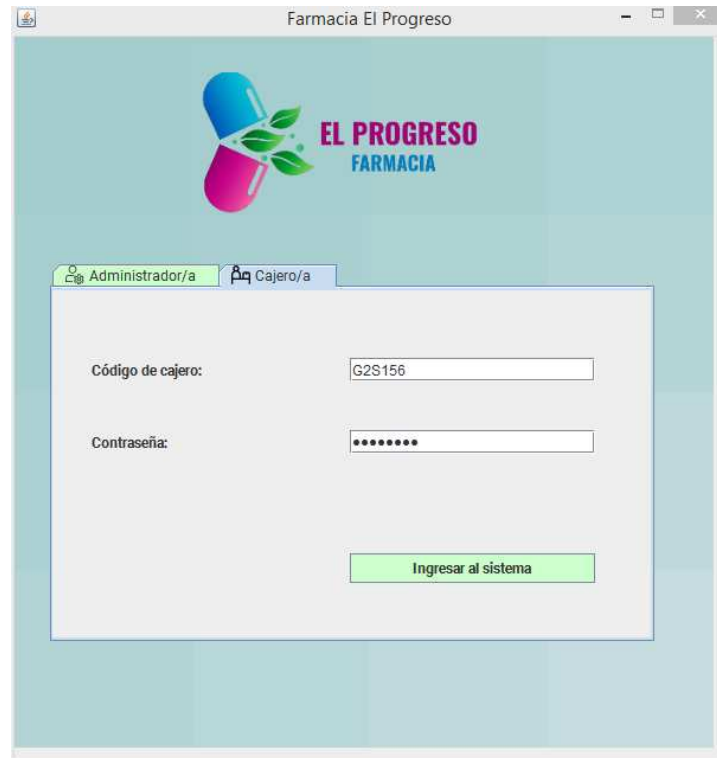 Farmacia El Progreso
EL PROGRESO
FARMACIA
Administrador/a
Cajero/a
Código de cajero:
G2S156
Contraseña:
••••••••
Ingresar al sistema